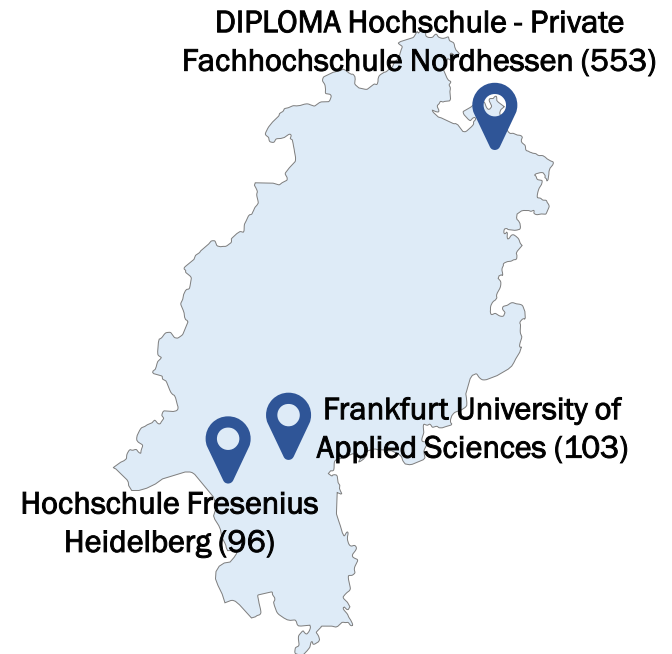 DIPLOMA Hochschule - Private
Fachhochschule Nordhessen (553)
Frankfurt University of
Applied Sciences (103)
Hochschule Fresenius
Heidelberg (96)